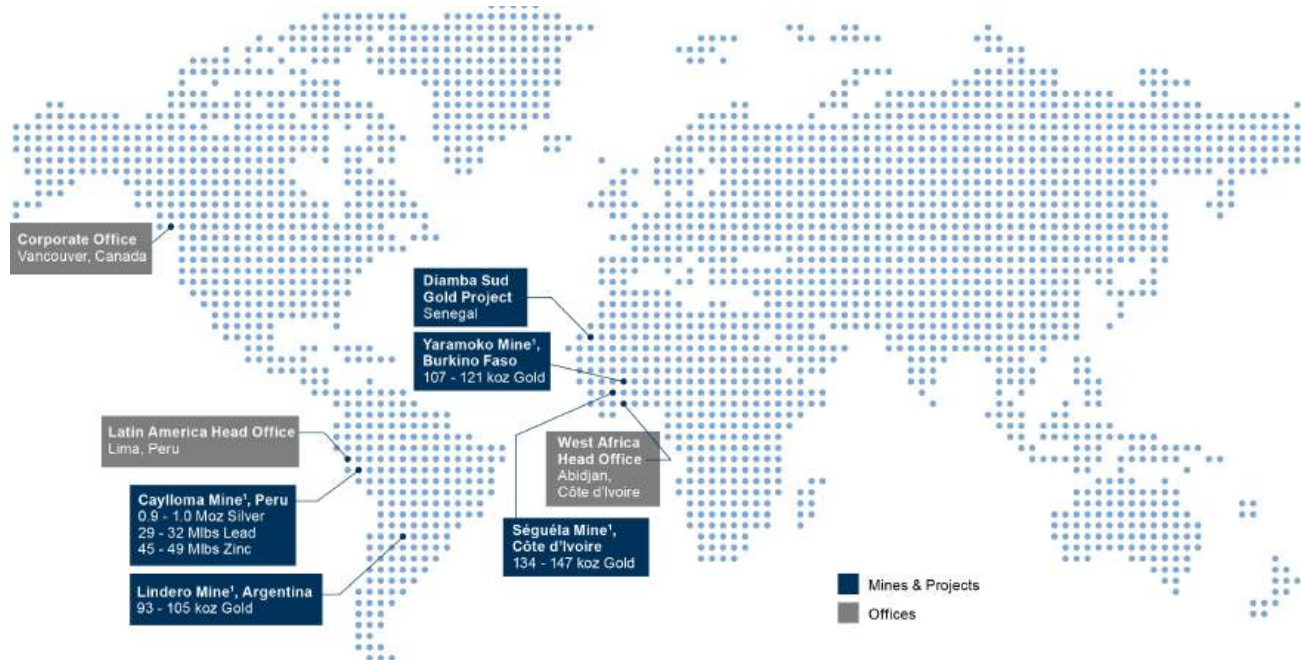 Corporate Office
Vancouver, Canada
Diamba Sud
Gold Project
Senegal
Yaramoko Mine¹,
Burkino Faso
107 - 121 koz Gold
Latin America Head Office
Lima, Peru
West Africa
Head Office
Abidjan,
Côte d'Ivoire
Caylloma Mine¹, Peru
0.9 - 1.0 Moz Silver
29 - 32 Mlbs Lead
45 - 49 Mlbs Zinc
Séguéla Mine¹,
Côte d'Ivoire
134 - 147 koz Gold
Lindero Mine¹, Argentina
93 - 105 koz Gold
Mines & Projects
Offices